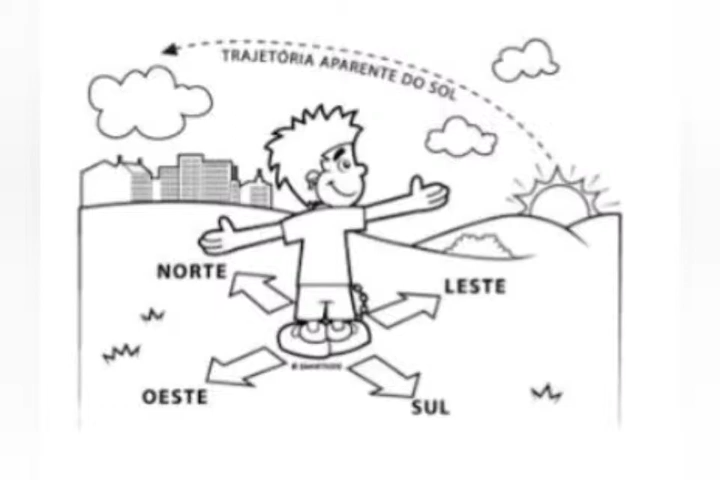 TRAJETÓRIA APARENTE DO SOL
NORTE
LESTE
OESTE
SUL